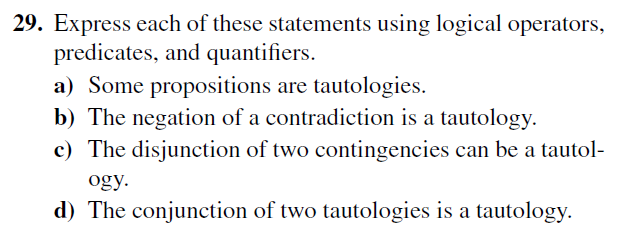 29. Express each of these statements using logical operators,
predicates, and quantifiers.
a) Some propositions are tautologies.
b) The negation of a contradiction is a tautology.
c) The disjunction of two contingencies can be a tautol-
ogy.
d) The conjunction of two tautologies is a tautology.